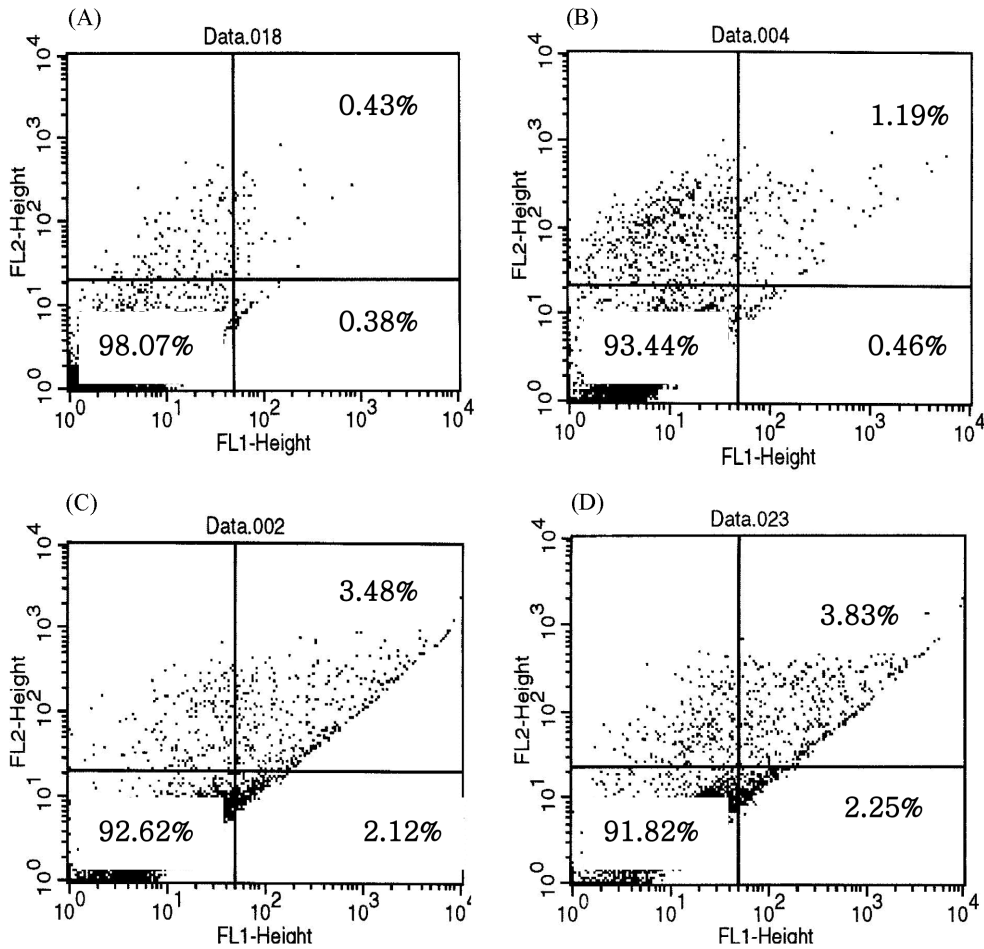 (A)
Data.018
10^4
10^3
10^2
10^1
10^0
FL2-Height
0.43%
98.07%
0.38%
10^0 10^1 10^2 10^3 10^4
FL1-Height
(B)
Data.004
10^4
10^3
10^2
10^1
10^0
FL2-Height
1.19%
93.44%
0.46%
10^0 10^1 10^2 10^3 10^4
FL1-Height
(C)
Data.002
10^4
10^3
10^2
10^1
10^0
FL2-Height
3.48%
92.62%
2.12%
10^0 10^1 10^2 10^3 10^4
FL1-Height
(D)
Data.023
10^4
10^3
10^2
10^1
10^0
FL2-Height
3.83%
91.82%
2.25%
10^0 10^1 10^2 10^3 10^4
FL1-Height